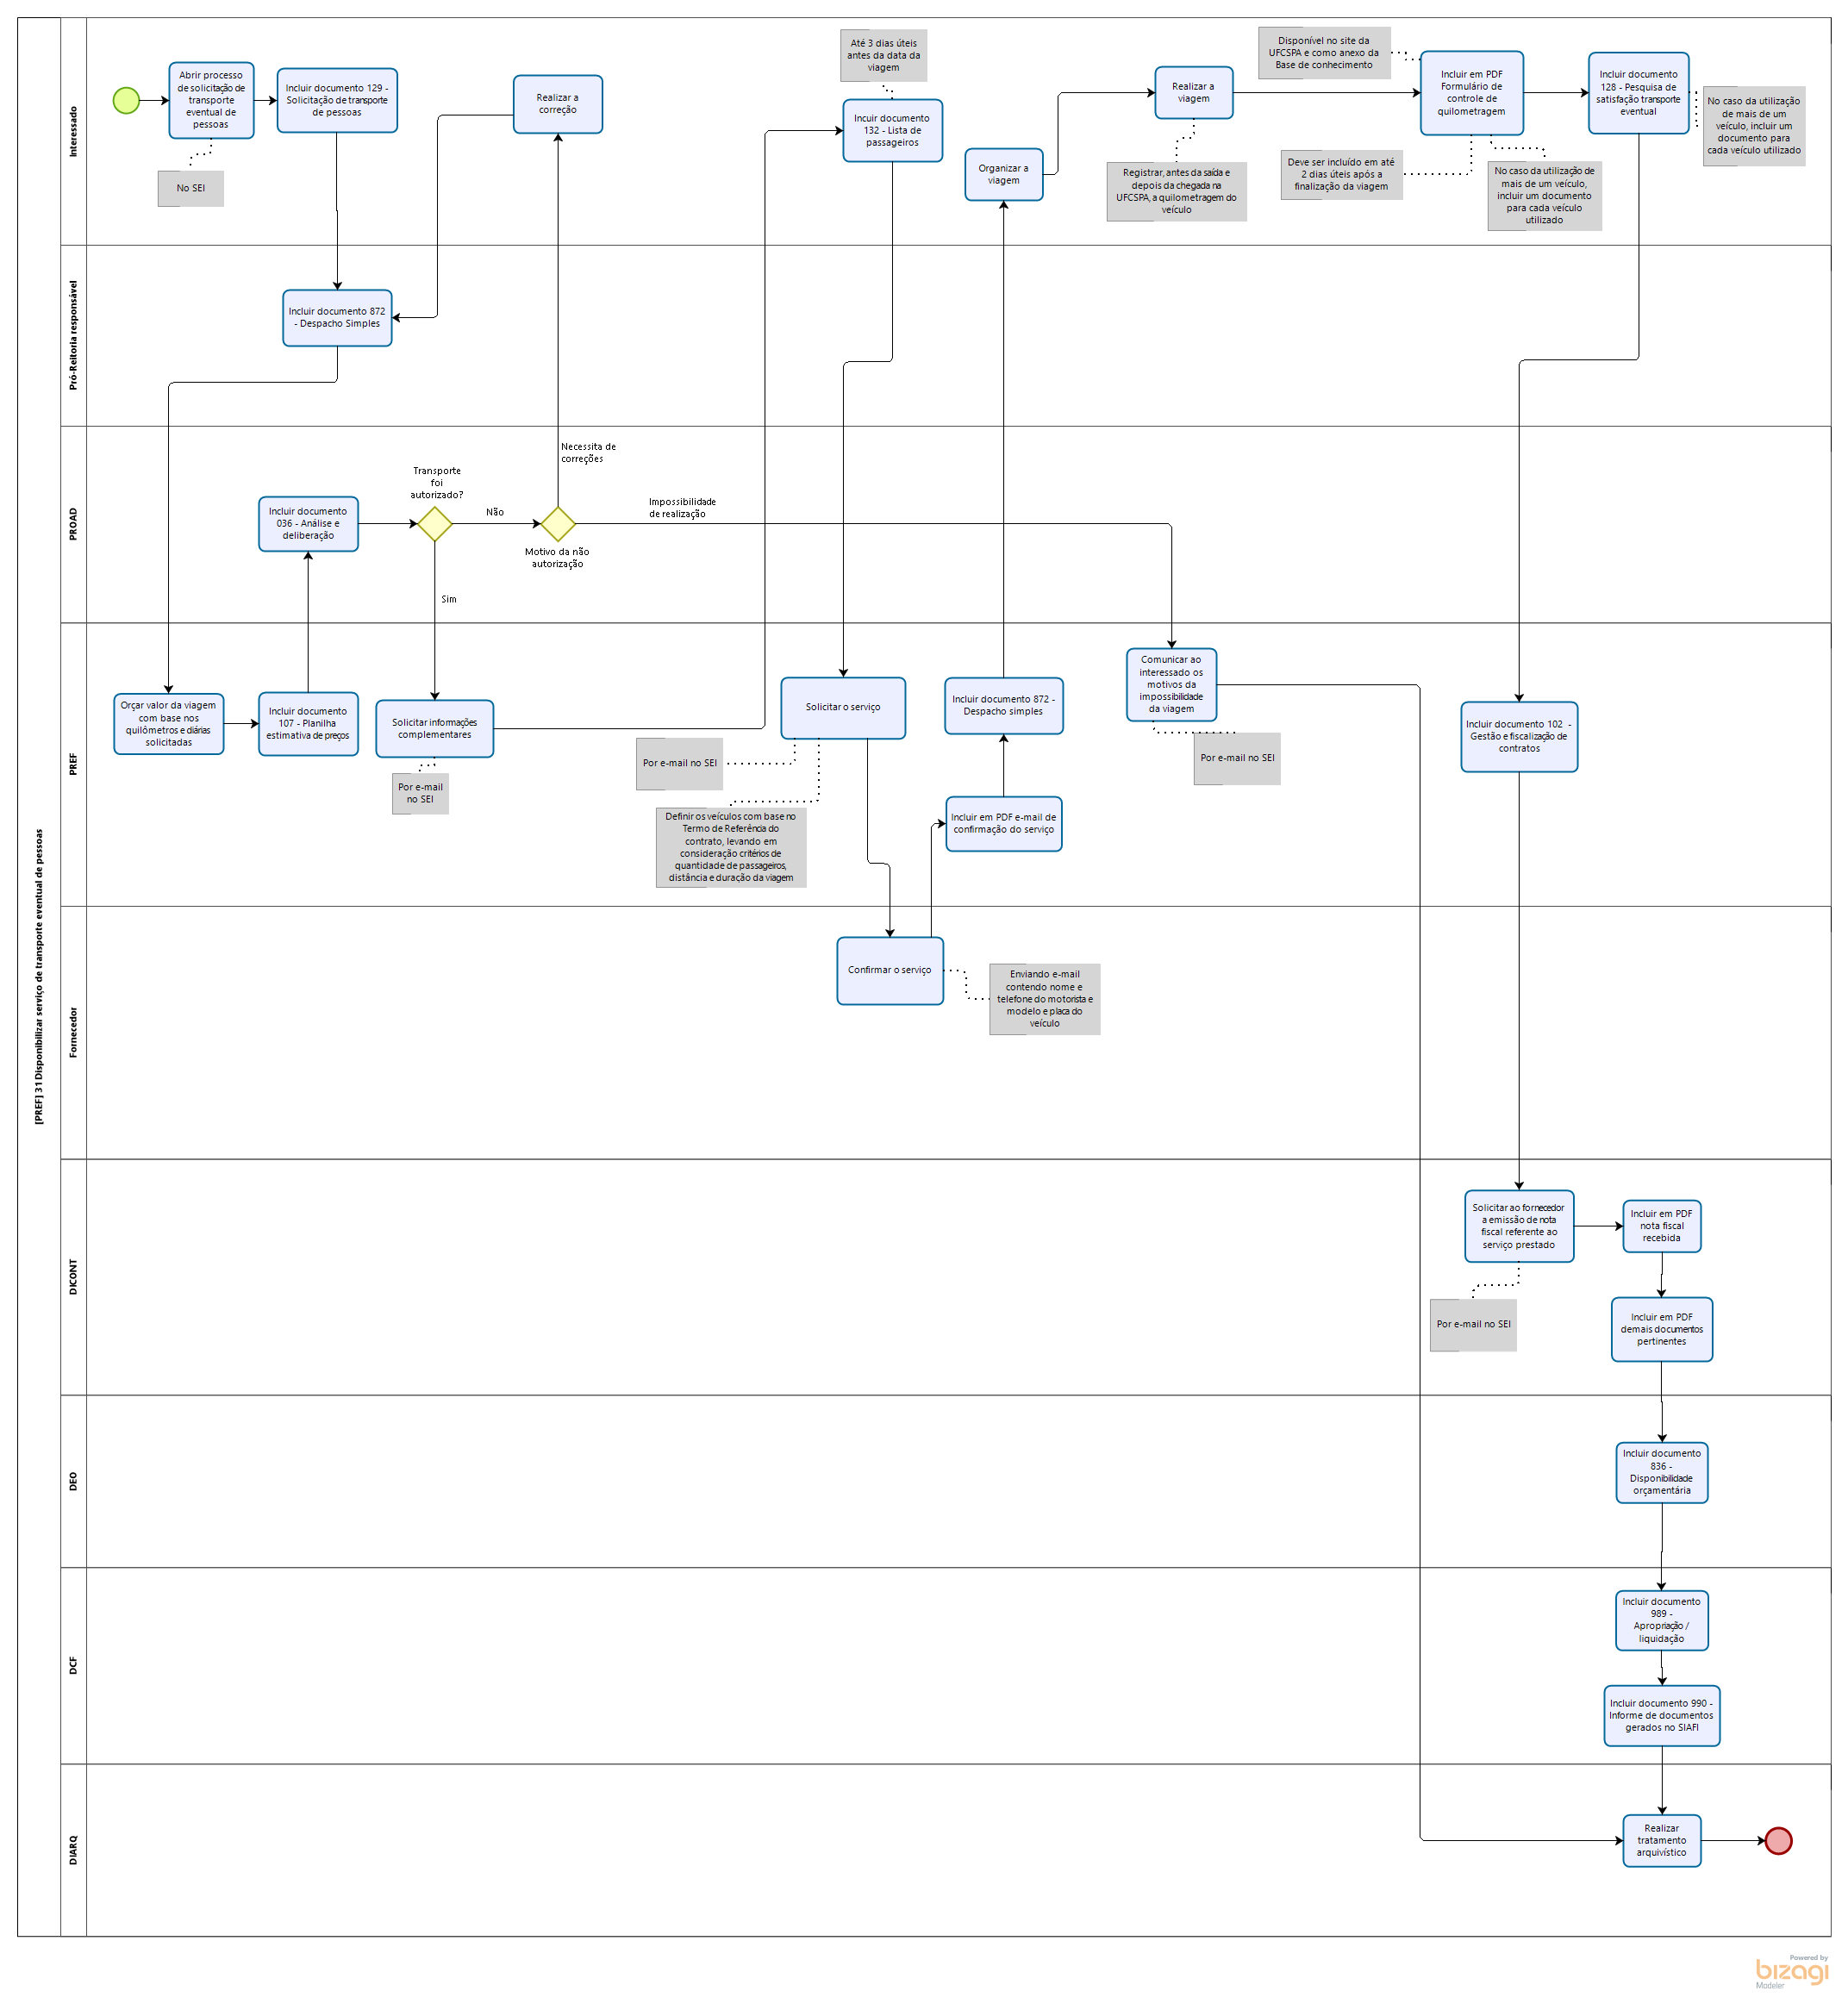 [PREF] 31 Disponibilizar serviço de transporte eventual de pessoas
Interessado
Abrir processo
de solicitação de
transporte
eventual de
pessoas
No SEI
Incluir documento 129 -
Solicitação de transporte
de pessoas
Realizar a
correção
Até 3 dias úteis
antes da data da
viagem
Incuir documento
132 - Lista de
passageiros
Organizar a
viagem
Realizar a
viagem
Registrar, antes da saída e
depois da chegada na
UFCSPA, a quilometragem do
veículo
Disponível no site da
UFCSPA e como anexo da
Base de conhecimento
Incluir em PDF
Formulário de
controle de
quilometragem
Deve ser incluído em até
2 dias úteis após a
finalização da viagem
No caso da utilização de
mais de um veículo,
incluir um documento
para cada veículo
utilizado
Incluir documento
128 - Pesquisa de
satisfação transporte
eventual
No caso da utilização
de mais de um
veículo, incluir um
documento para
cada veículo utilizado
Pró-Reitoria responsável
Incluir documento 872
- Despacho Simples
PROAD
Incluir documento
036 - Análise e
deliberação
Transporte
foi
autorizado?
Não
Sim
Necessita de
correções
Motivo da não
autorização
Impossibilidade
de realização
PREF
Orçar valor da viagem
com base nos
quilômetros e diárias
solicitadas
Incluir documento
107 - Planilha
estimativa de preços
Solicitar informações
complementares
Por e-mail
no SEI
Solicitar o serviço
Por e-mail no SEI
Definir os veículos com base no
Termo de Referência do
contrato, levando em
consideração critérios de
quantidade de passageiros,
distância e duração da viagem
Incluir documento 872 -
Despacho simples
Incluir em PDF e-mail de
confirmação do serviço
Comunicar ao
interessado os
motivos da
impossibilidade
da viagem
Por e-mail no SEI
Incluir documento 102 -
Gestão e fiscalização de
contratos
Fornecedor
Confirmar o serviço
Enviando e-mail
contendo nome e
telefone do motorista e
modelo e placa do
veículo
DICONT
Solicitar ao fornecedor
a emissão de nota
fiscal referente ao
serviço prestado
Por e-mail no SEI
Incluir em PDF
nota fiscal
recebida
Incluir em PDF
demais documentos
pertinentes
DEO
Incluir documento
836 -
Disponibilidade
orçamentária
DCF
Incluir documento
989 -
Apropriação /
liquidação
Incluir documento 990 -
Informe de documentos
gerados no SIAFI
DIARQ
Realizar
tratamento
arquivístico
Powered by
bizagi
Modeler